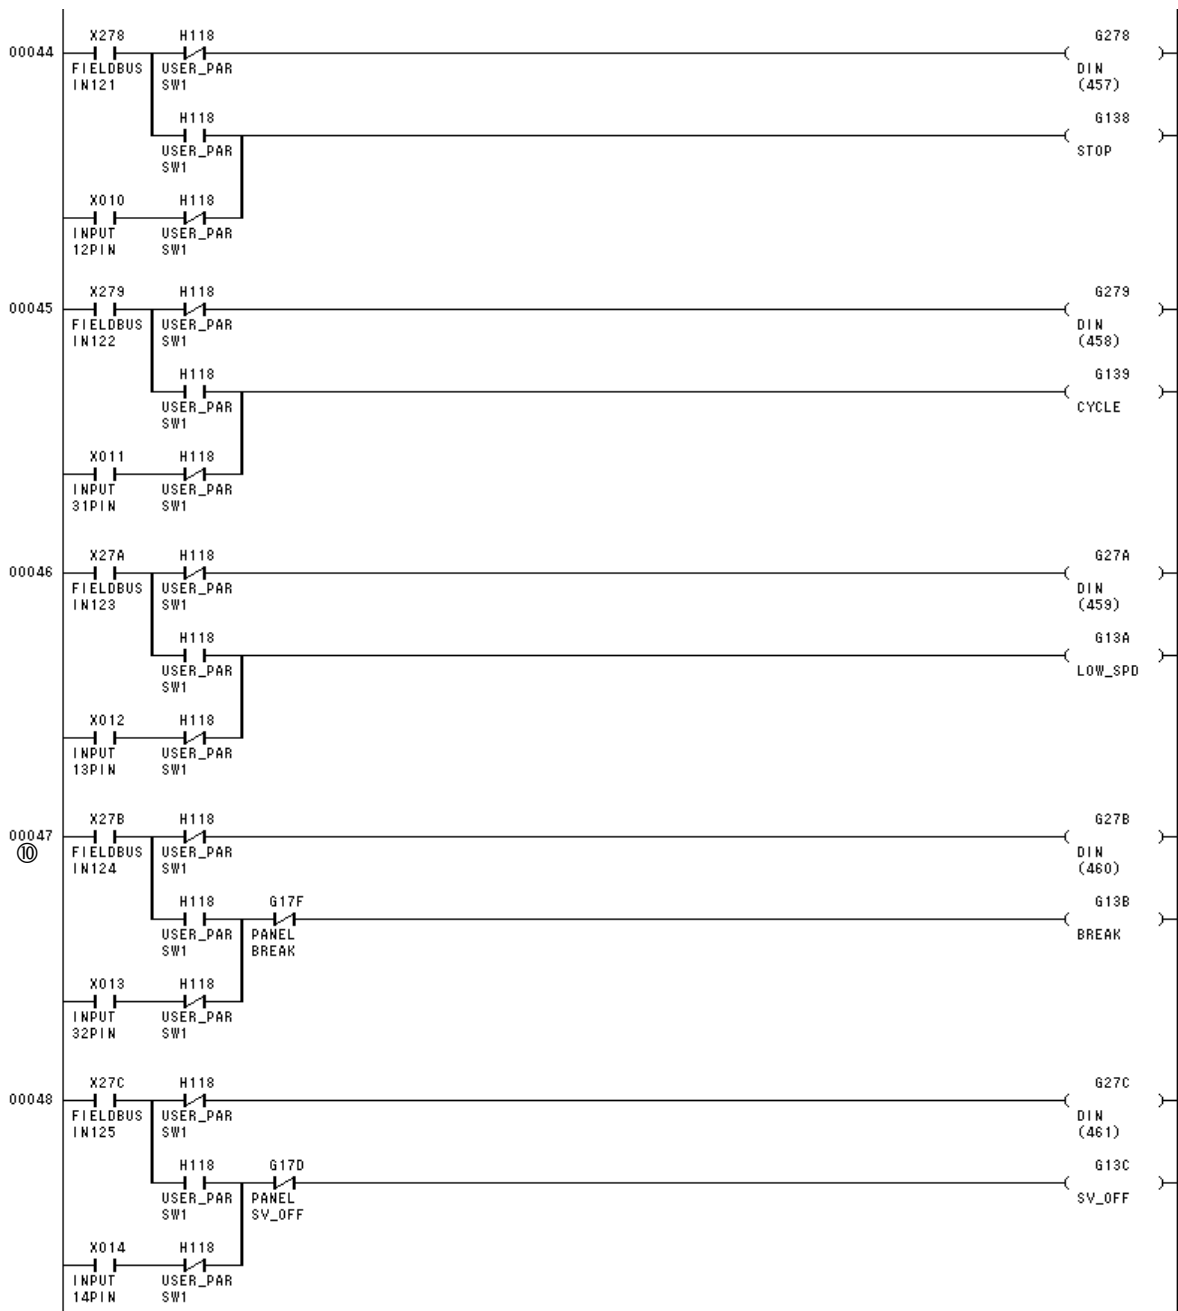 X278 H118 G278
00044
FIELDBUS USER_PAR DIN
IN121 SW1 (457)
H118 G138
USER_PAR STOP
SW1
X010 H118
INPUT USER_PAR
12PIN SW1
X279 H118 G279
00045
FIELDBUS USER_PAR DIN
IN122 SW1 (458)
H118 G139
USER_PAR CYCLE
SW1
X011 H118
INPUT USER_PAR
31PIN SW1
X27A H118 G27A
00046
FIELDBUS USER_PAR DIN
IN123 SW1 (459)
H118 G13A
USER_PAR LOW_SPD
SW1
X012 H118
INPUT USER_PAR
13PIN SW1
X27B H118 G27B
00047
⑩ FIELDBUS USER_PAR DIN
IN124 SW1 (460)
H118 G17F G13B
USER_PAR PANEL BREAK
SW1 BREAK
X013 H118
INPUT USER_PAR
32PIN SW1
X27C H118 G27C
00048
FIELDBUS USER_PAR DIN
IN125 SW1 (461)
H118 G17D G13C
USER_PAR PANEL SV_OFF
SW1 SV_OFF
X014 H118
INPUT USER_PAR
14PIN SW1